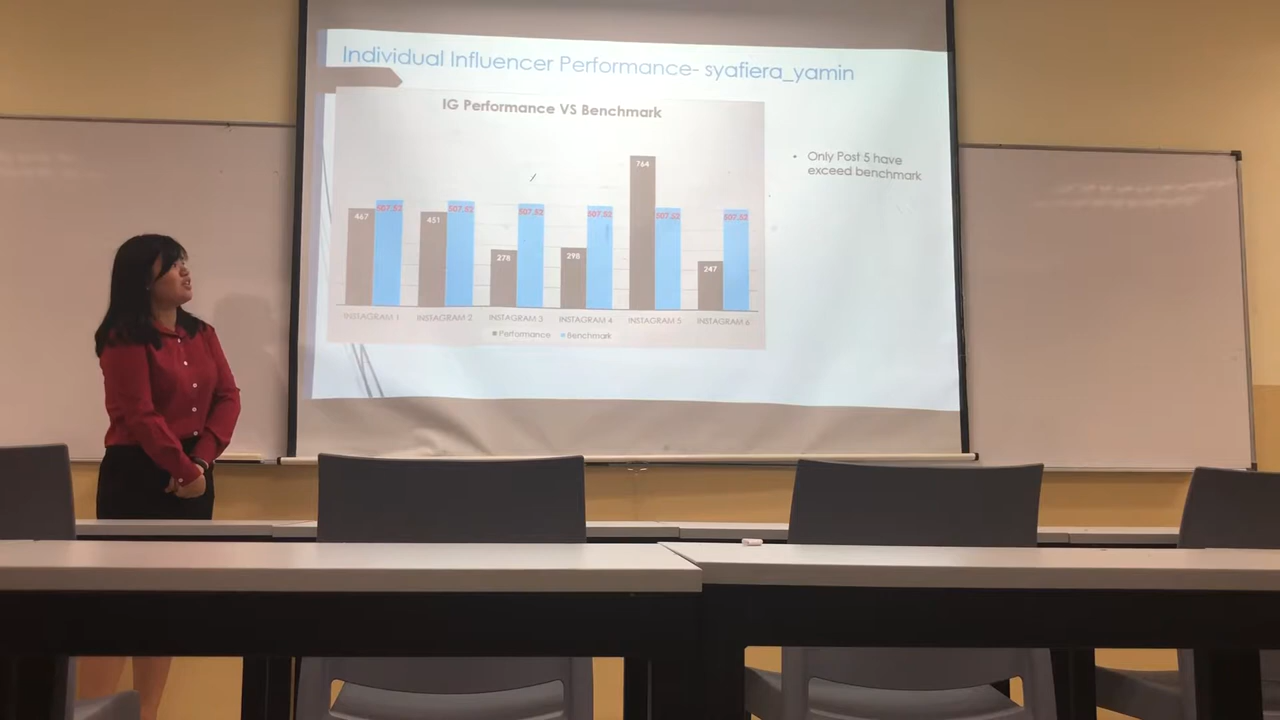 Individual Influencer Performance- syafiera_yamin
IG Performance VS Benchmark
• Only Post 5 have
exceed benchmark
764
467 507.52 451 507.52 278 507.52 298 507.52 507.52 247 507.52
INSTAGRAM 1 INSTAGRAM 2 INSTAGRAM 3 INSTAGRAM 4 INSTAGRAM 5 INSTAGRAM 6
Performance Benchmark